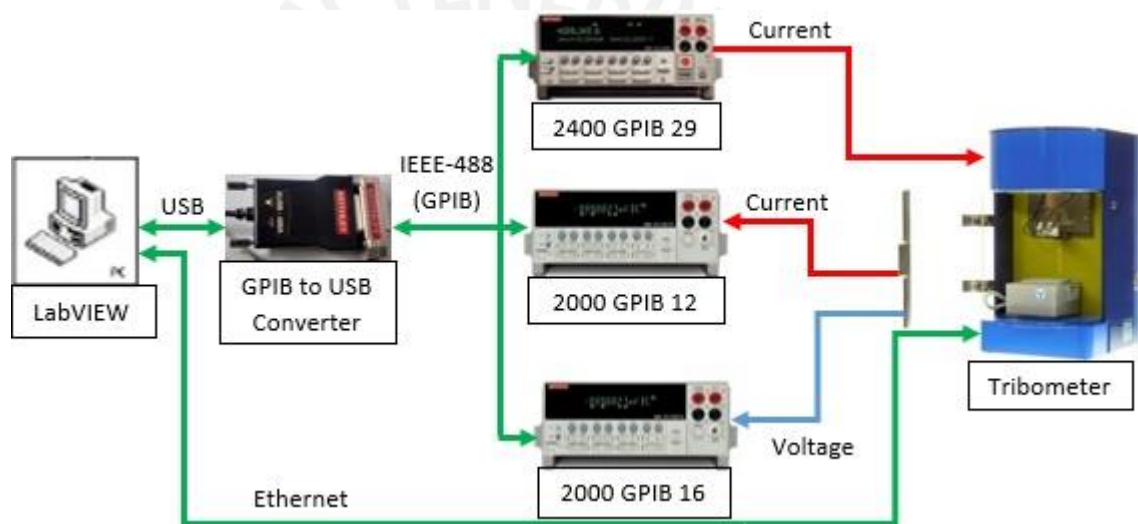 Current
2400 GPIB 29
IEEE-488
(GPIB)
USB
Current
PC
LabVIEW
GPIB to USB
Converter
2000 GPIB 12
Tribometer
Voltage
2000 GPIB 16
Ethernet